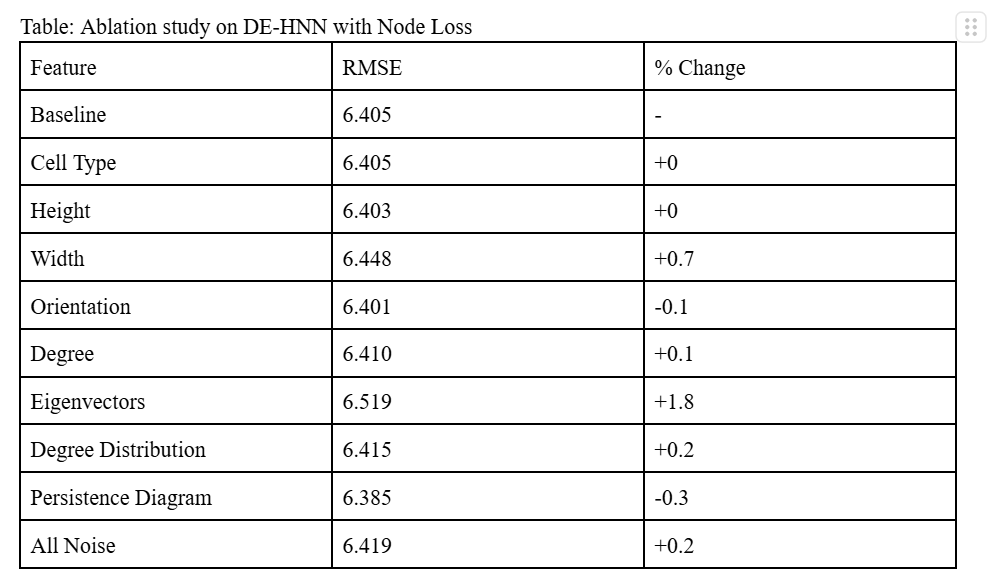 Table: Ablation study on DE-HNN with Node Loss
Feature RMSE % Change
Baseline 6.405 -
Cell Type 6.405 +0
Height 6.403 +0
Width 6.448 +0.7
Orientation 6.401 -0.1
Degree 6.410 +0.1
Eigenvectors 6.519 +1.8
Degree Distribution 6.415 +0.2
Persistence Diagram 6.385 -0.3
All Noise 6.419 +0.2